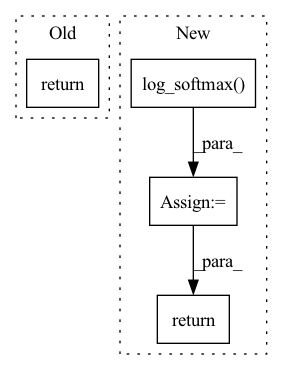 Old
New
return
log_softmax()
_para_
Assign:=
_para_
return